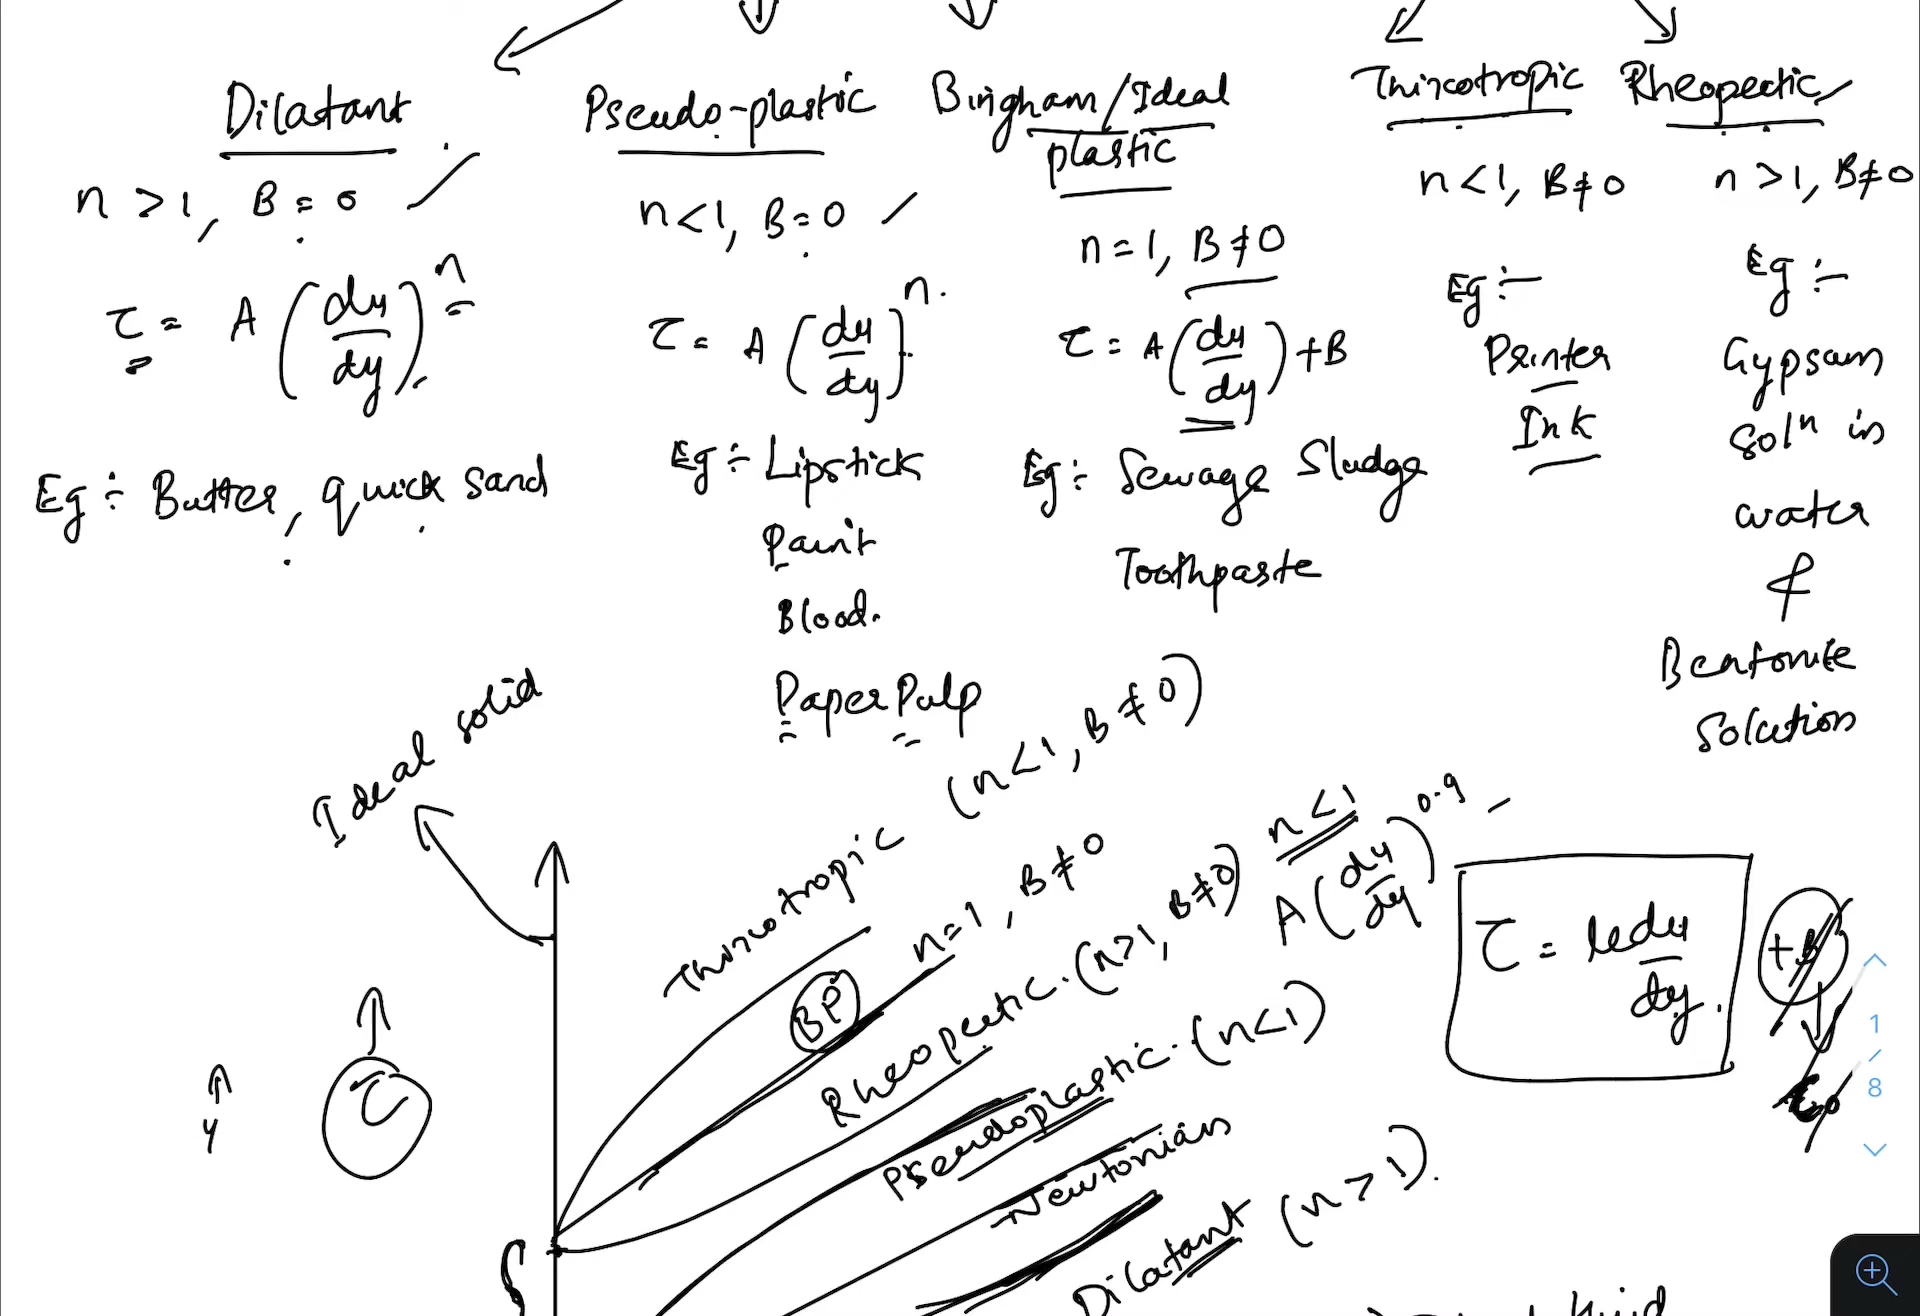 Dilatant
n > 1, B = 0
τ = A (du/dy)^n
Eg ÷ Butter, quick sand
Pseudo-plastic
n < 1, B = 0
τ = A (du/dy)^n.
Eg ÷ Lipstick
Paint
Blood.
Paper Pulp
Bingham/Ideal
plastic
n = 1, B ≠ 0
τ = A (du/dy) + B
Eg ÷ Sewage Sludge
Toothpaste
Thixotropic
n < 1, B ≠ 0
Eg ÷
Printer
Ink
Rheopectic
n > 1, B ≠ 0
Eg ÷
Gypsum
Solⁿ in
water
&
Bentonite
Solution
Ideal solid
Thixotropic (n < 1, B ≠ 0)
BP
n = 1, B ≠ 0
Rheopectic. (n > 1, B ≠ 0)
n < 1
A (du/dy)^0.9
Pseudoplastic. (n < 1)
Newtonian
Dilatant (n > 1).
τ = μ du/dy.
+B
τ
y
1
/
8